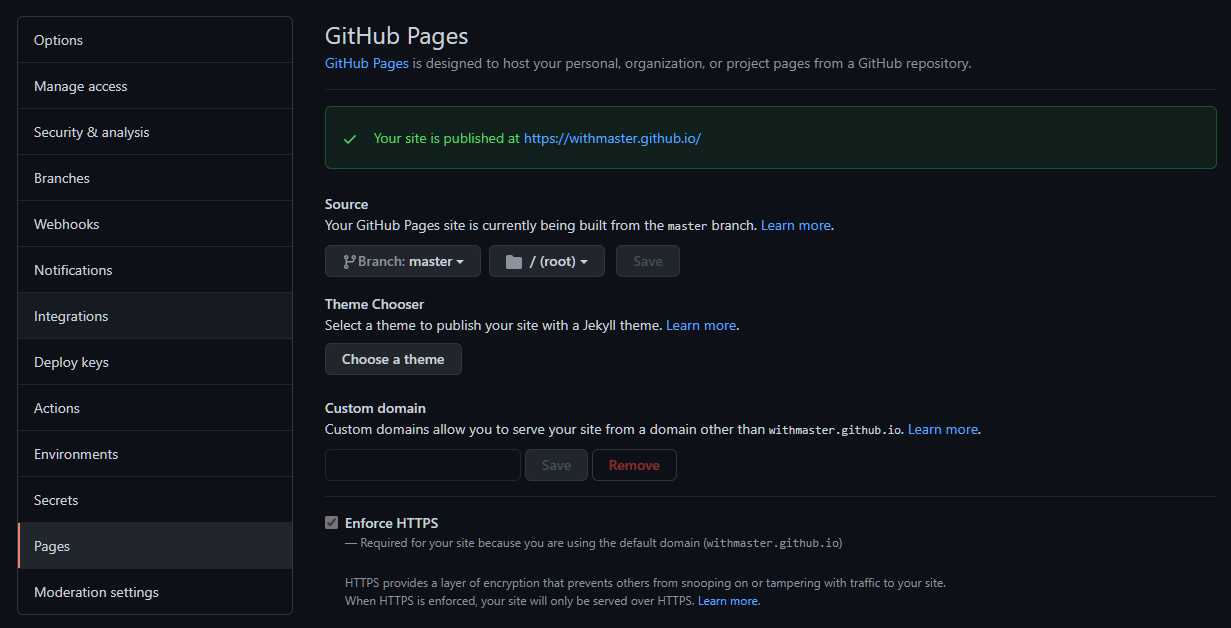 Options
Manage access
Security & analysis
Branches
Webhooks
Notifications
Integrations
Deploy keys
Actions
Environments
Secrets
Pages
Moderation settings
GitHub Pages
GitHub Pages is designed to host your personal, organization, or project pages from a GitHub repository.
Your site is published at https://withmaster.github.io/
Source
Your GitHub Pages site is currently being built from the master branch. Learn more.
Branch: master
/ (root)
Save
Theme Chooser
Select a theme to publish your site with a Jekyll theme. Learn more.
Choose a theme
Custom domain
Custom domains allow you to serve your site from a domain other than withmaster.github.io. Learn more.
Save
Remove
Enforce HTTPS
— Required for your site because you are using the default domain (withmaster.github.io)
HTTPS provides a layer of encryption that prevents others from snooping on or tampering with traffic to your site.
When HTTPS is enforced, your site will only be served over HTTPS. Learn more.